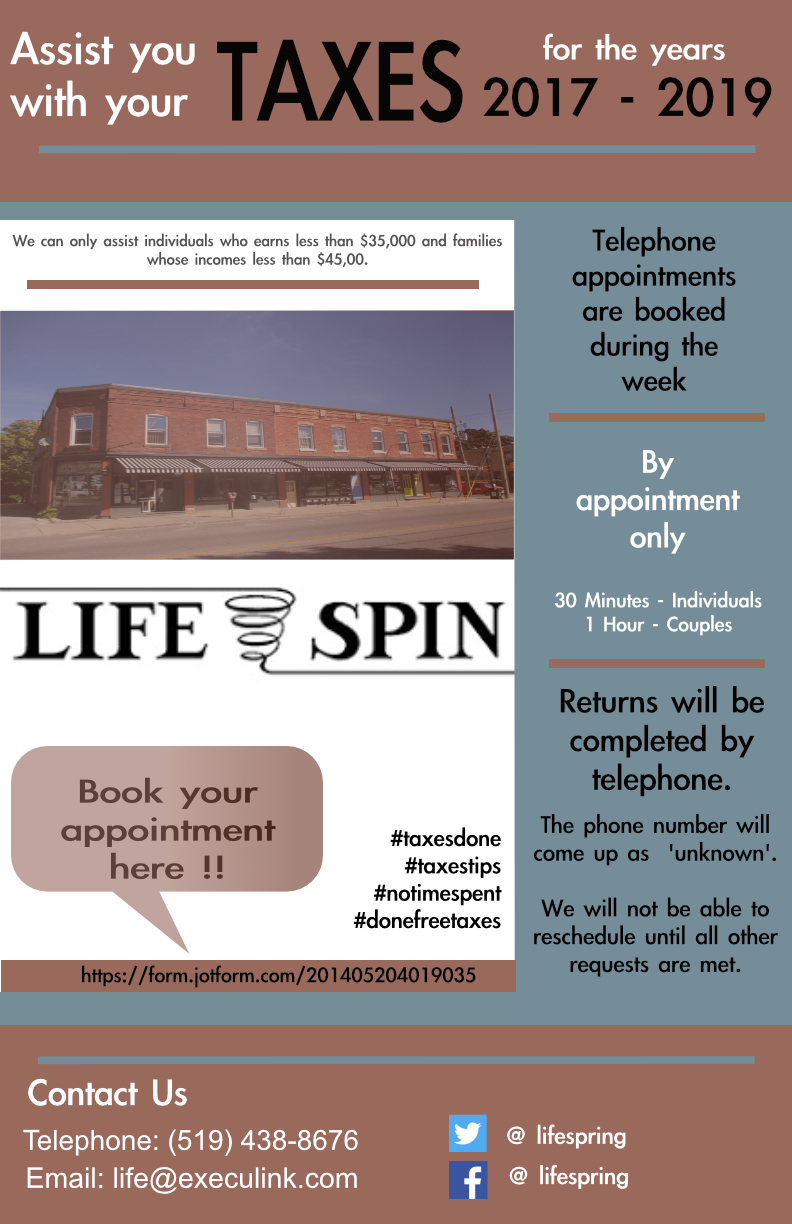 Assist you
with your
TAXES
for the years
2017 - 2019
We can only assist individuals who earns less than $35,000 and families
whose incomes less than $45,00.
LIFE SPIN
Book your
appointment
here !!
#taxesdone
#taxestips
#notimespent
#donefreetaxes
https://form.jotform.com/201405204019035
Telephone
appointments
are booked
during the
week
By
appointment
only
30 Minutes - Individuals
1 Hour - Couples
Returns will be
completed by
telephone.
The phone number will
come up as 'unknown'.
We will not be able to
reschedule until all other
requests are met.
Contact Us
Telephone: (519) 438-8676
Email: life@execulink.com
@ lifespring
@ lifespring